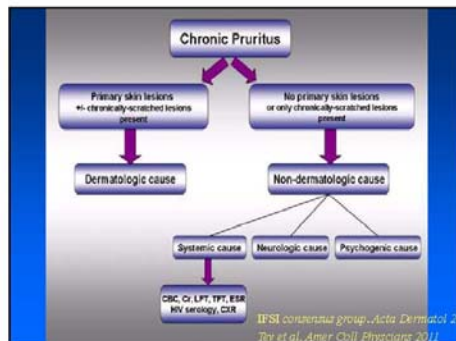 Chronic Pruritus
Primary skin lesions
+/- chronically-scratched lesions
present
No primary skin lesions
or only chronically-scratched lesions
present
Dermatologic cause
Non-dermatologic cause
Systemic cause
Neurologic cause
Psychogenic cause
CBC, Cr, LFT, TFT, ESR
HIV serology, CXR
IFSI consensus group. Acta Dermatol 2
et al. Amer Coll Physicians 2011